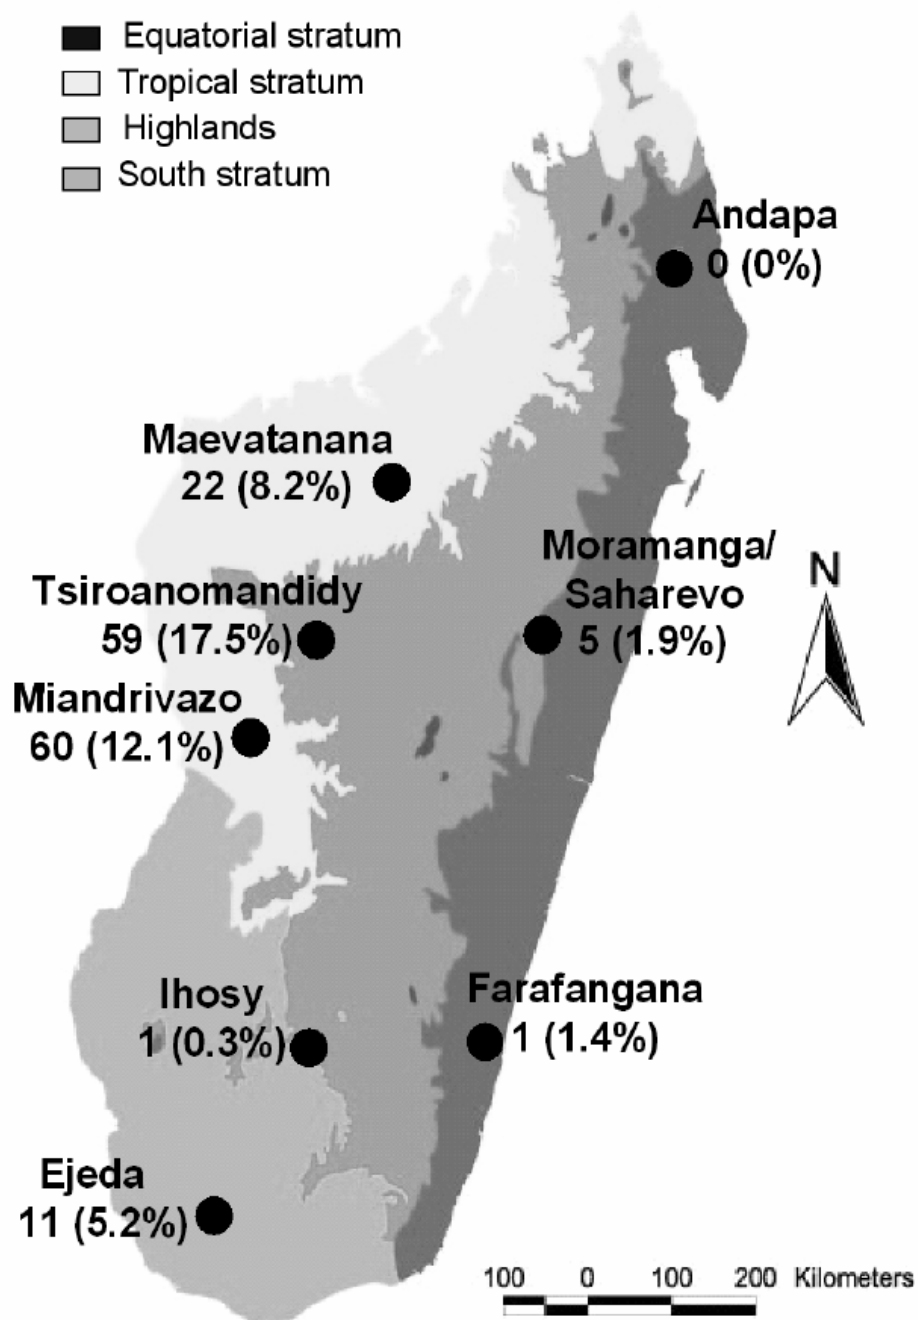 Equatorial stratum
Tropical stratum
Highlands
South stratum
Andapa
0 (0%)
Maevatanana
22 (8.2%)
Moramanga/
Saharevo
5 (1.9%)
N
Tsiroanomandidy
59 (17.5%)
Miandrivazo
60 (12.1%)
Ihosy
1 (0.3%)
Farafangana
1 (1.4%)
Ejeda
11 (5.2%)
100 0 100 200 Kilometers